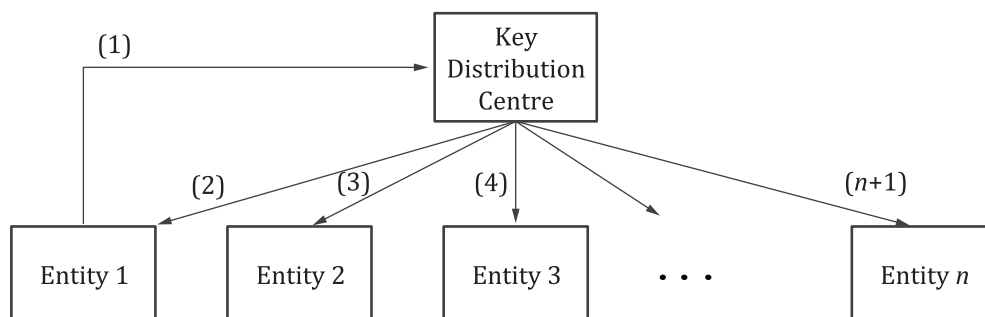 (1)
Key
Distribution
Centre
(2)
(3)
(4)
(n+1)
Entity 1
Entity 2
Entity 3
. . .
Entity n